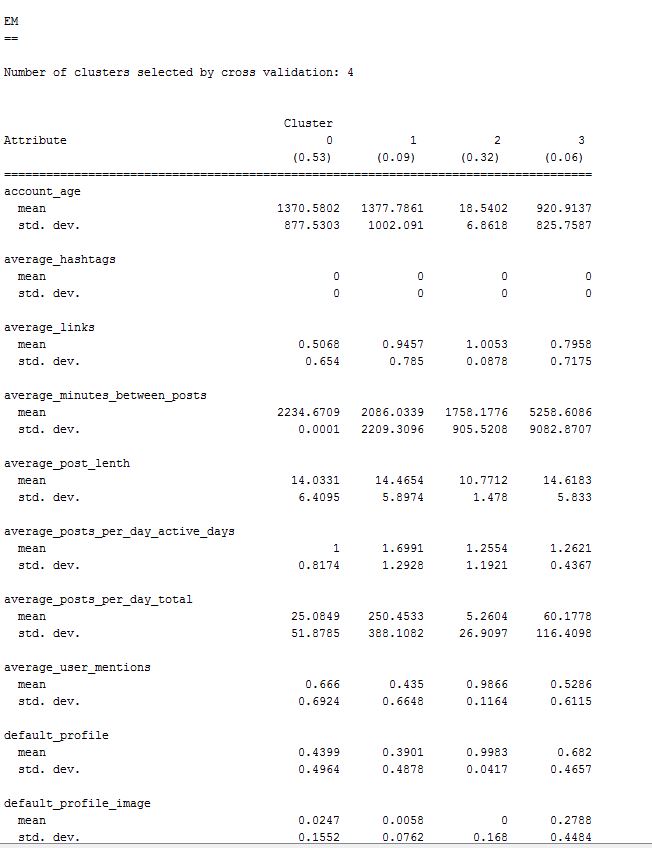 EM
==
Number of clusters selected by cross validation: 4
Cluster
Attribute 0 1 2 3
(0.53) (0.09) (0.32) (0.06)
======================================================================
account_age
mean 1370.5802 1377.7861 18.5402 920.9137
std. dev. 877.5303 1002.091 6.8618 825.7587
average_hashtags
mean 0 0 0 0
std. dev. 0 0 0 0
average_links
mean 0.5068 0.9457 1.0053 0.7958
std. dev. 0.654 0.785 0.0878 0.7175
average_minutes_between_posts
mean 2234.6709 2086.0339 1758.1776 5258.6086
std. dev. 0.0001 2209.3096 905.5208 9082.8707
average_post_lenth
mean 14.0331 14.4654 10.7712 14.6183
std. dev. 6.4095 5.8974 1.478 5.833
average_posts_per_day_active_days
mean 1 1.6991 1.2554 1.2621
std. dev. 0.8174 1.2928 1.1921 0.4367
average_posts_per_day_total
mean 25.0849 250.4533 5.2604 60.1778
std. dev. 51.8785 388.1082 26.9097 116.4098
average_user_mentions
mean 0.666 0.435 0.9866 0.5286
std. dev. 0.6924 0.6648 0.1164 0.6115
default_profile
mean 0.4399 0.3901 0.9983 0.682
std. dev. 0.4964 0.4878 0.0417 0.4657
default_profile_image
mean 0.0247 0.0058 0 0.2788
std. dev. 0.1552 0.0762 0.168 0.4484